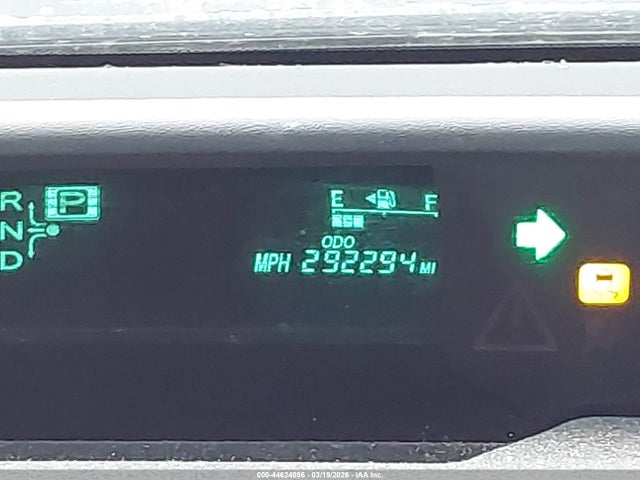 R P
N
D
E F
ODO
MPH 292294 MI
000-44624896 - 03/19/2026 - IAA Inc.